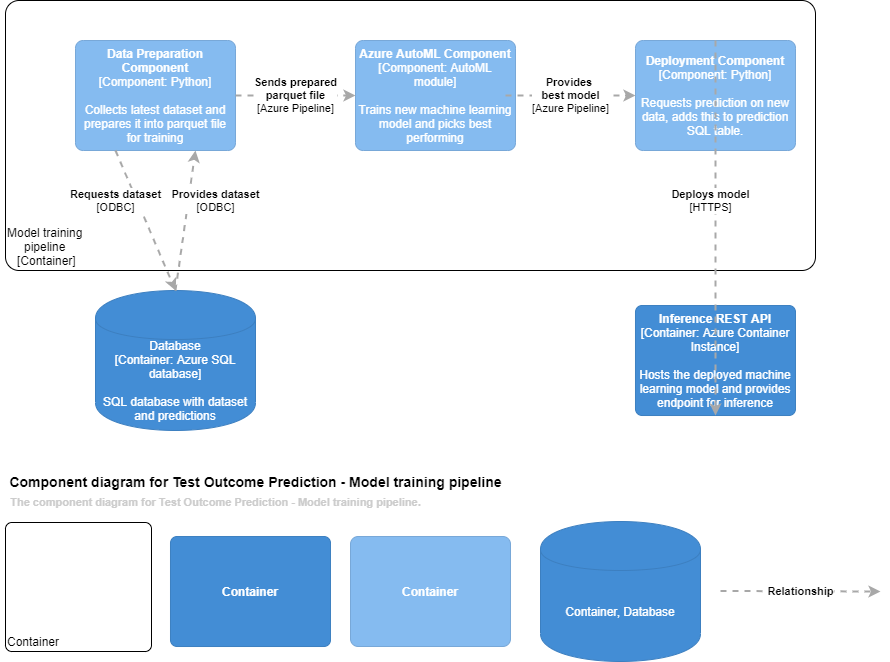 Data Preparation
Component
[Component: Python]
Collects latest dataset and
prepares it into parquet file
for training
Sends prepared
parquet file
[Azure Pipeline]
Azure AutoML Component
[Component: AutoML
module]
Trains new machine learning
model and picks best
performing
Provides
best model
[Azure Pipeline]
Deployment Component
[Component: Python]
Requests prediction on new
data, adds this to prediction
SQL table.
Requests dataset
[ODBC]
Provides dataset
[ODBC]
Deploys model
[HTTPS]
Model training
pipeline
[Container]
Database
[Container: Azure SQL
database]
SQL database with dataset
and predictions
Inference REST API
[Container: Azure Container
Instance]
Hosts the deployed machine
learning model and provides
endpoint for inference
Component diagram for Test Outcome Prediction - Model training pipeline
The component diagram for Test Outcome Prediction - Model training pipeline.
Container
Container
Container
Container, Database
Relationship